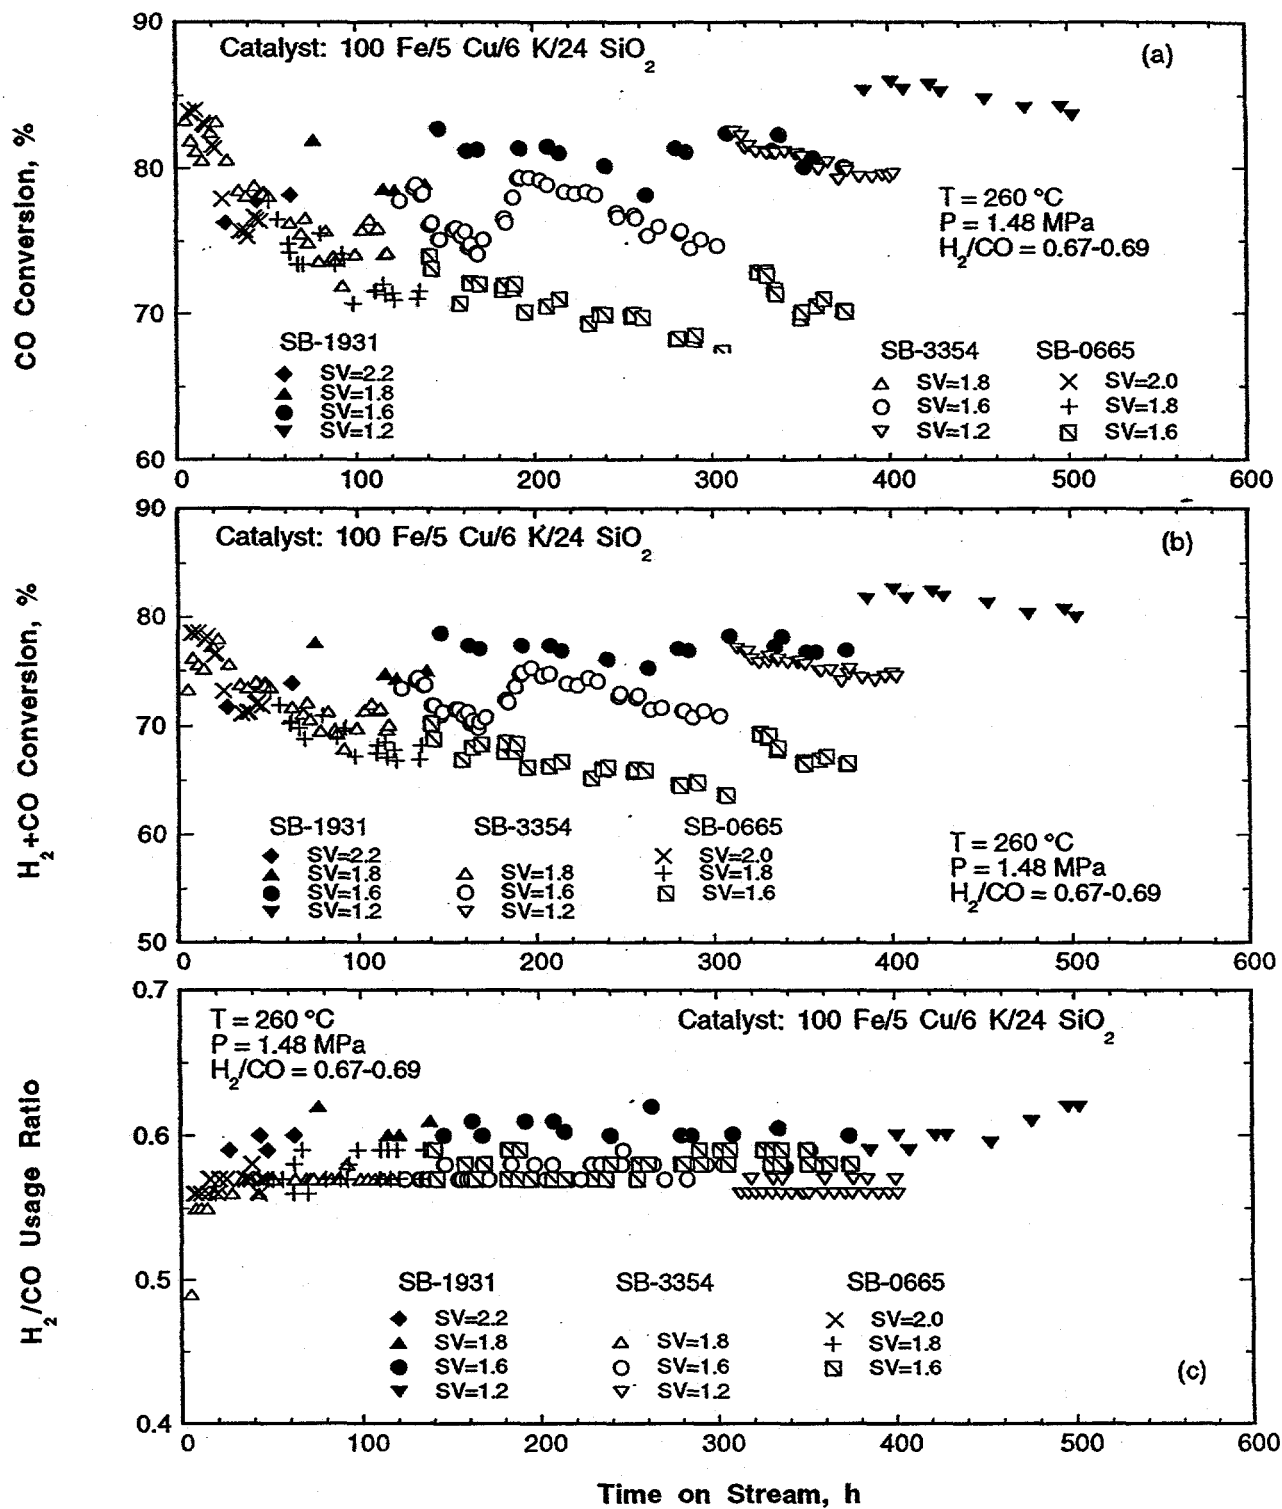 90
Catalyst: 100 Fe/5 Cu/6 K/24 SiO2
(a)
80
T = 260 °C
P = 1.48 MPa
H2/CO = 0.67-0.69
CO Conversion, %
70
SB-1931
SV=2.2
SV=1.8
SV=1.6
SV=1.2
SB-3354
SV=1.8
SV=1.6
SV=1.2
SB-0665
SV=2.0
SV=1.8
SV=1.6
60
0 100 200 300 400 500 600
90
Catalyst: 100 Fe/5 Cu/6 K/24 SiO2
(b)
80
H2+CO Conversion, %
70
60
SB-1931
SV=2.2
SV=1.8
SV=1.6
SV=1.2
SB-3354
SV=1.8
SV=1.6
SV=1.2
SB-0665
SV=2.0
SV=1.8
SV=1.6
T = 260 °C
P = 1.48 MPa
H2/CO = 0.67-0.69
50
0 100 200 300 400 500 600
0.7
T = 260 °C
P = 1.48 MPa
H2/CO = 0.67-0.69
Catalyst: 100 Fe/5 Cu/6 K/24 SiO2
0.6
H2/CO Usage Ratio
0.5
SB-1931
SV=2.2
SV=1.8
SV=1.6
SV=1.2
SB-3354
SV=1.8
SV=1.6
SV=1.2
SB-0665
SV=2.0
SV=1.8
SV=1.6
(c)
0.4
0 100 200 300 400 500 600
Time on Stream, h